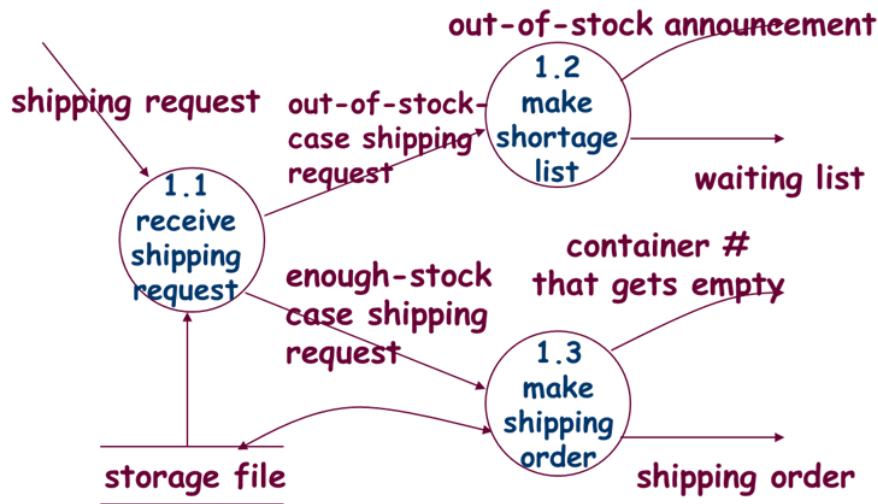 out-of-stock announcement
1.2
make
shortage
list
shipping request
out-of-stock-
case shipping
request
waiting list
1.1
receive
shipping
request
container #
that gets empty
enough-stock
case shipping
request
1.3
make
shipping
order
storage file
shipping order